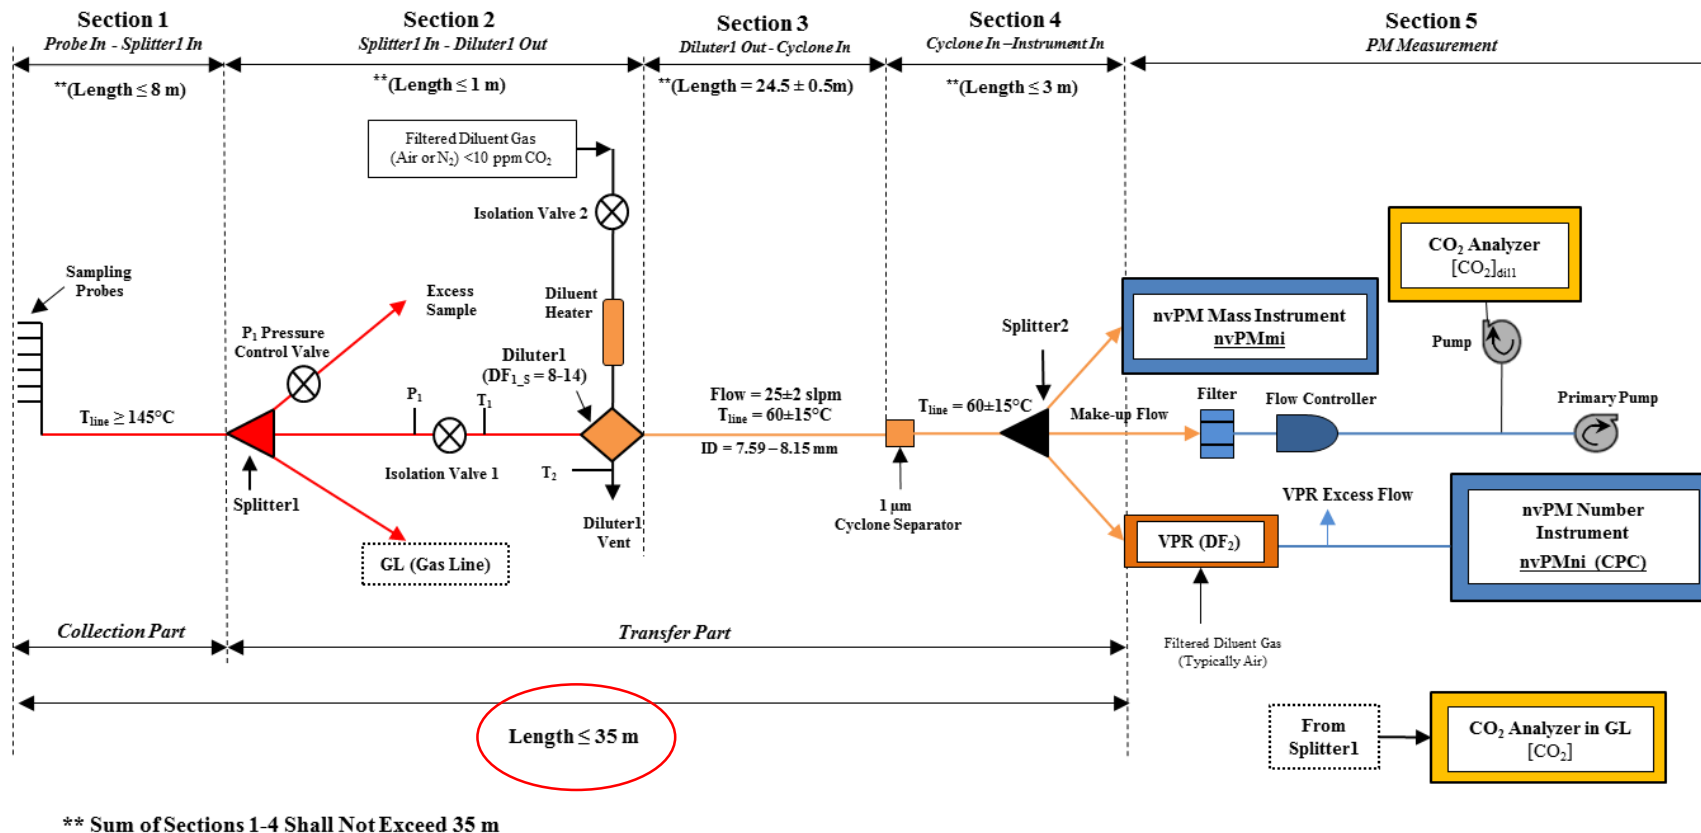 Section 1
Probe In - Splitter1 In
**(Length ≤ 8 m)
Section 2
Splitter1 In - Diluter1 Out
**(Length ≤ 1 m)
Section 3
Diluter1 Out - Cyclone In
**(Length = 24.5 ± 0.5m)
Section 4
Cyclone In –Instrument In
**(Length ≤ 3 m)
Section 5
PM Measurement
Filtered Diluent Gas
(Air or N₂) <10 ppm CO₂
Isolation Valve 2
Sampling
Probes
Excess
Sample
P₁ Pressure
Control Valve
Diluent
Heater
Diluter1
(DF₁_S = 8-14)
T_line ≥ 145°C
P₁
T₁
Isolation Valve 1
Splitter1
T₂
Diluter1
Vent
GL (Gas Line)
Flow = 25±2 slpm
T_line = 60±15°C
ID = 7.59 – 8.15 mm
1 µm
Cyclone Separator
T_line = 60±15°C
Splitter2
nvPM Mass Instrument
nvPMmi
CO₂ Analyzer
[CO₂]dil1
Pump
Make-up Flow
Filter
Flow Controller
Primary Pump
VPR (DF₂)
VPR Excess Flow
nvPM Number
Instrument
nvPMni (CPC)
Filtered Diluent Gas
(Typically Air)
Collection Part
Transfer Part
Length ≤ 35 m
From
Splitter1
CO₂ Analyzer in GL
[CO₂]
** Sum of Sections 1-4 Shall Not Exceed 35 m